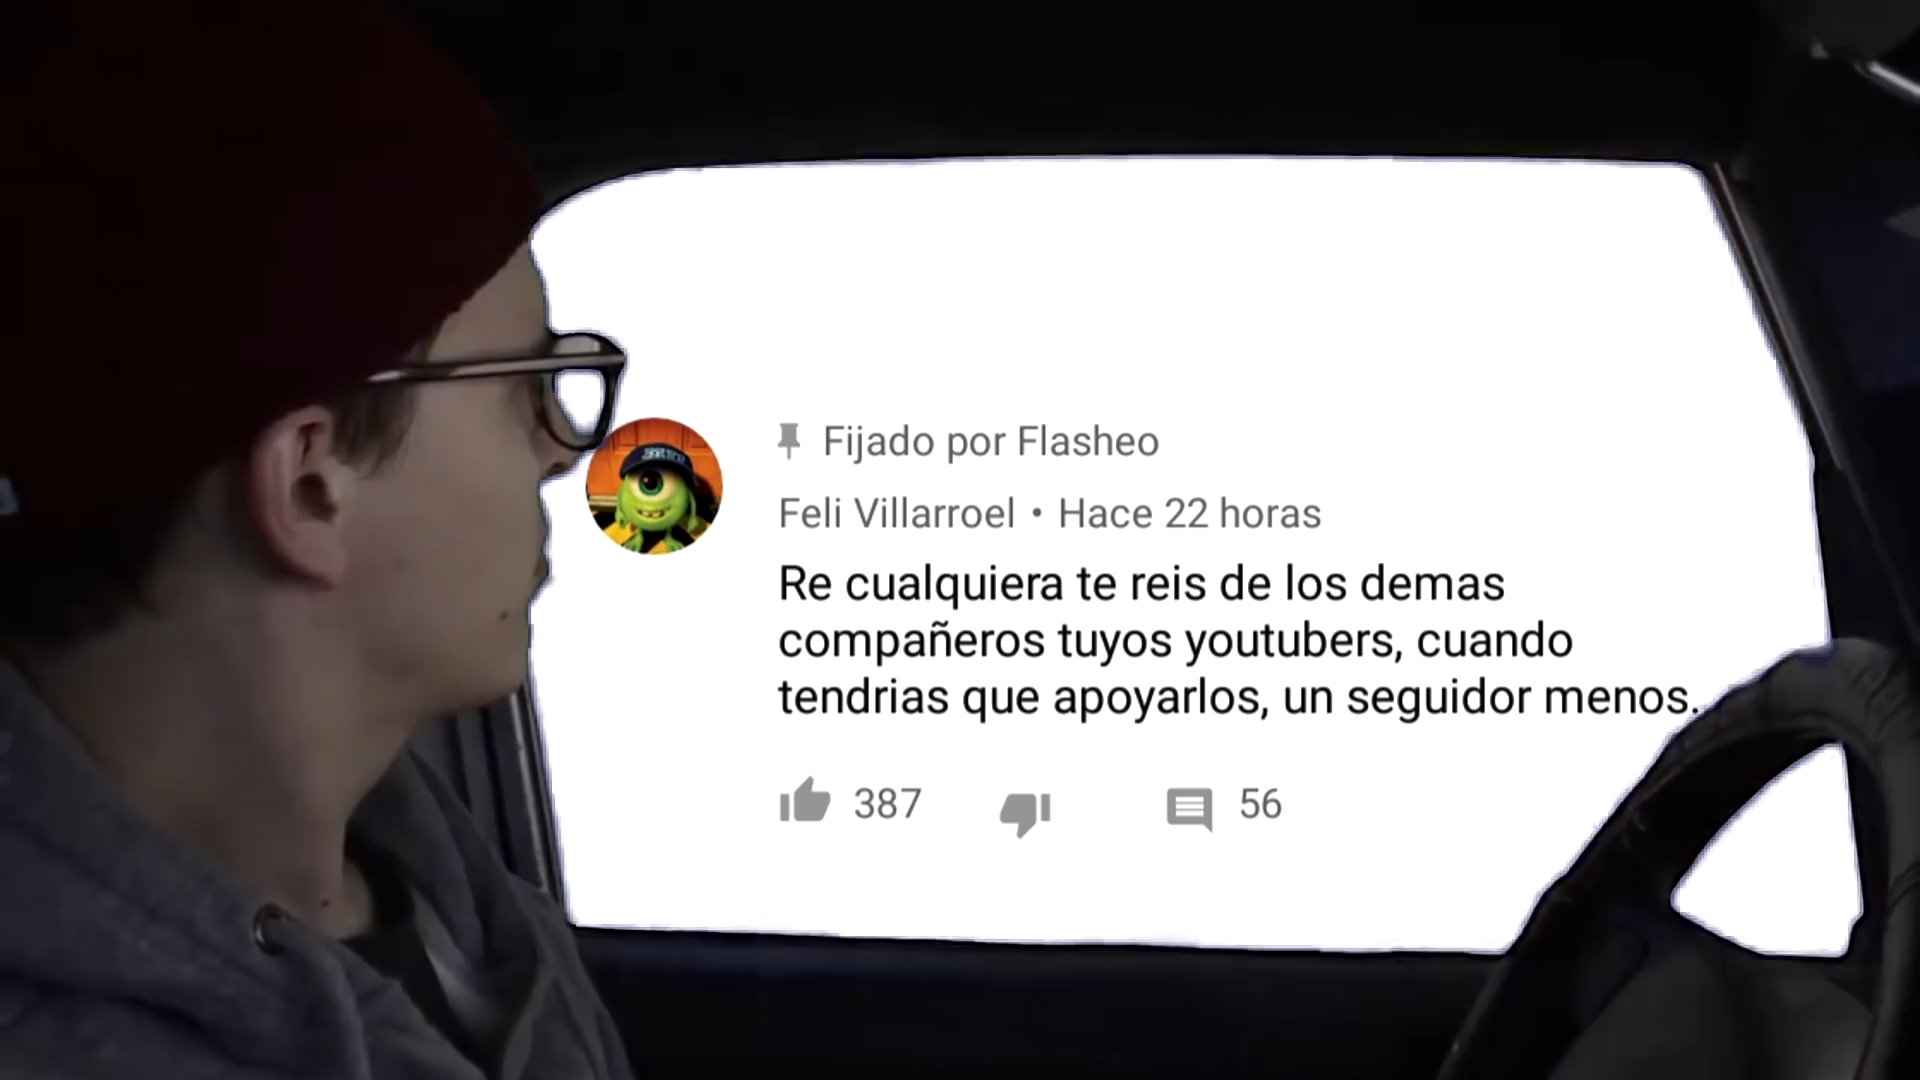 Fijado por Flasheo
Feli Villarroel • Hace 22 horas
Re cualquiera te reis de los demas
compañeros tuyos youtubers, cuando
tendrias que apoyarlos, un seguidor menos.
387
56